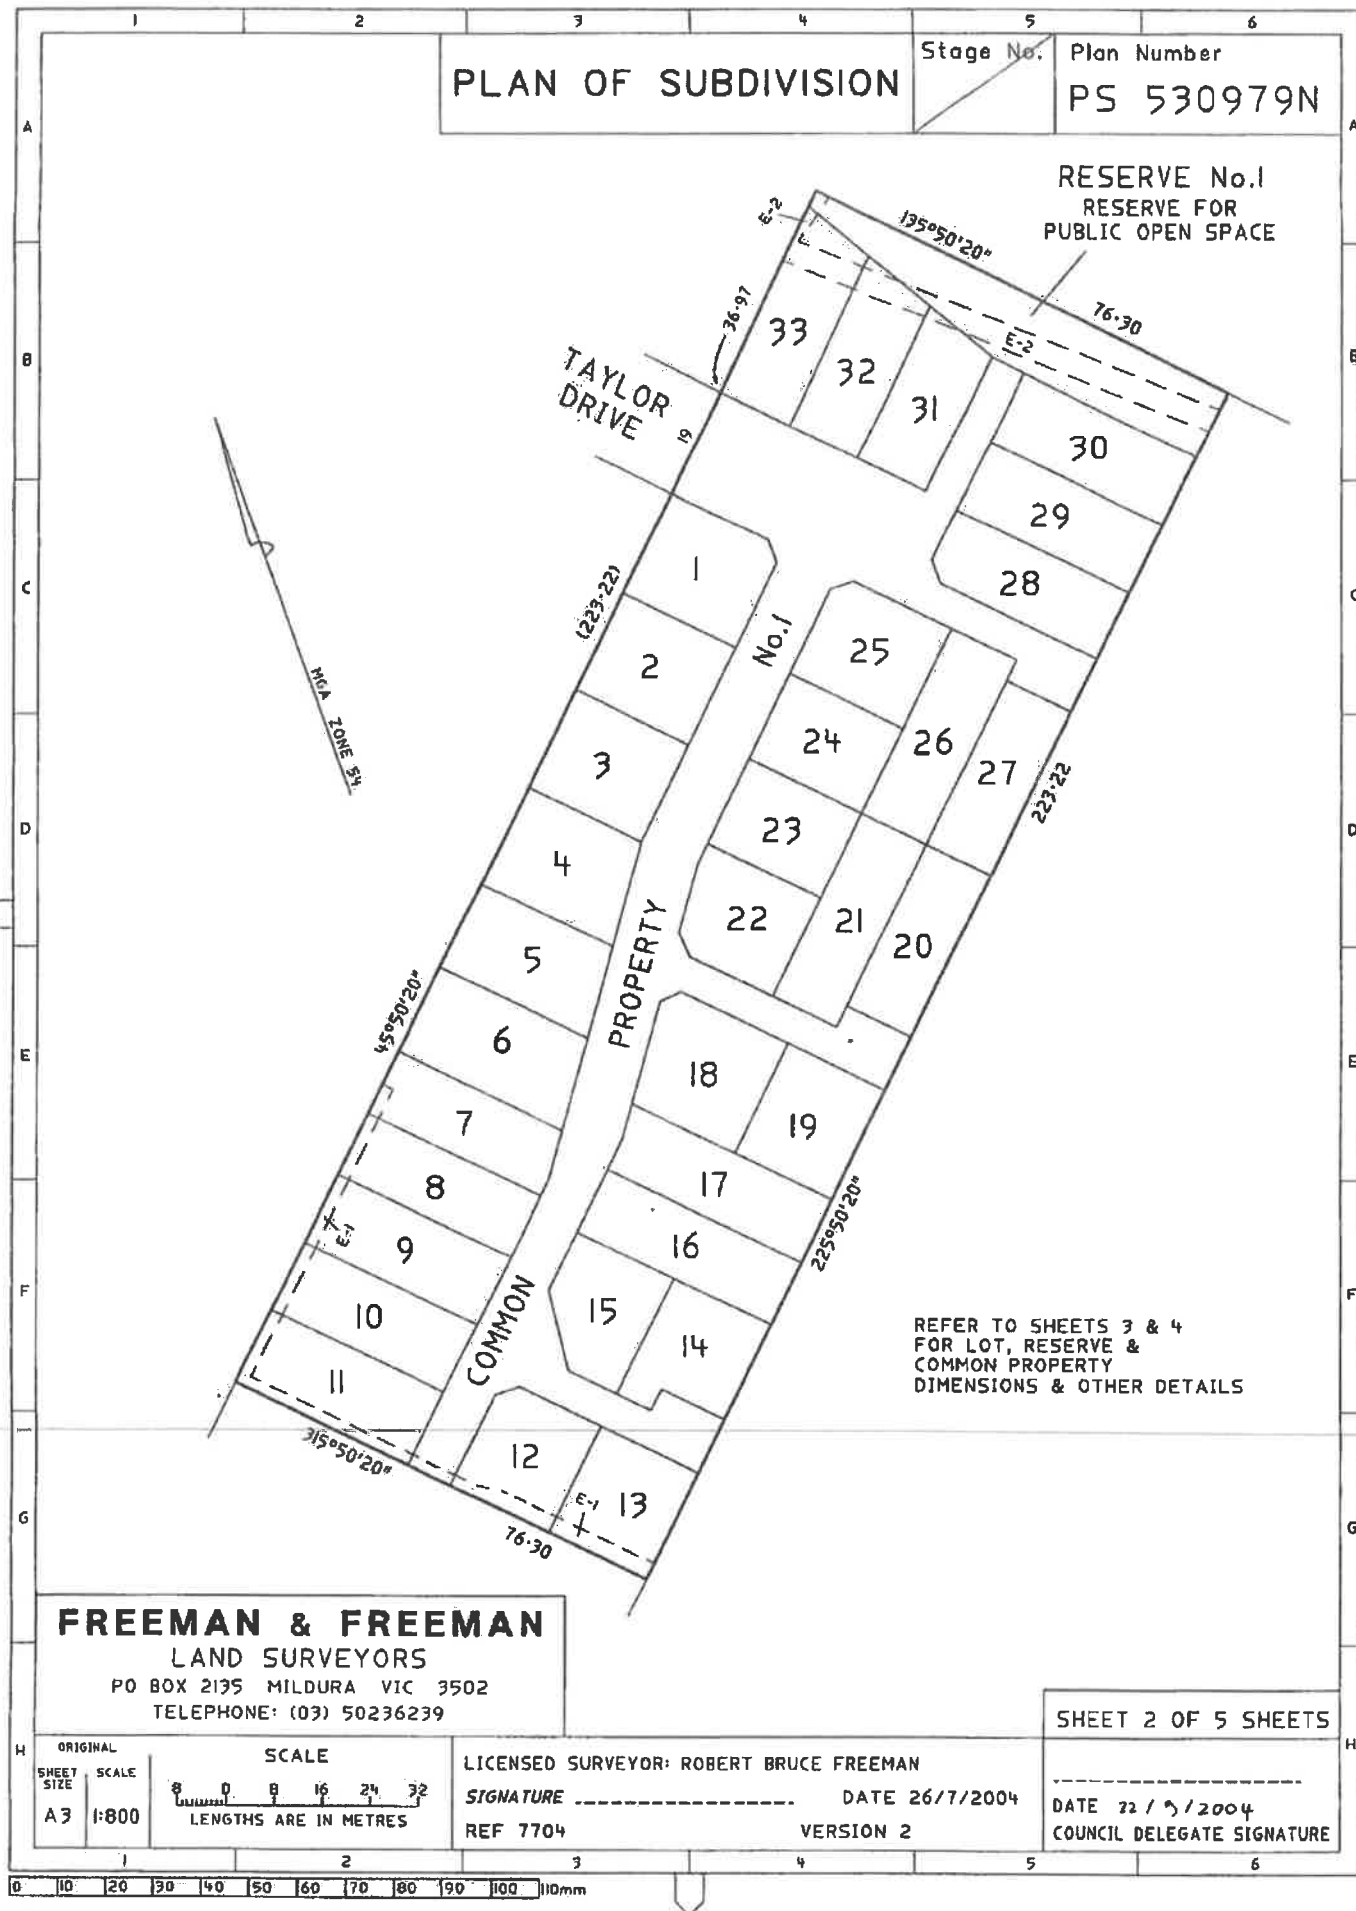 1 2 3 4 5 6
PLAN OF SUBDIVISION
Stage No.
Plan Number
PS 530979N
A A
B B
C C
D D
E E
F F
G G
H H
RESERVE No.1
RESERVE FOR
PUBLIC OPEN SPACE
E-2
135°50'20"
76·30
E-2
36·97
TAYLOR
DRIVE
19
33
32
31
30
29
28
1
(223·22)
2
No.1
25
24
26
27
3
MGA ZONE 54
223·22
23
4
22
21
20
PROPERTY
5
45°50'20"
6
18
19
7
17
8
225°50'20"
E-1
9
16
10
15
14
COMMON
11
REFER TO SHEETS 3 & 4
FOR LOT, RESERVE &
COMMON PROPERTY
DIMENSIONS & OTHER DETAILS
315°50'20"
12
E-1
13
76·30
FREEMAN & FREEMAN
LAND SURVEYORS
PO BOX 2135 MILDURA VIC 3502
TELEPHONE: (03) 50236239
SHEET 2 OF 5 SHEETS
ORIGINAL
SHEET SIZE
SCALE
A3
1:800
SCALE
8 0 8 16 24 32
LENGTHS ARE IN METRES
LICENSED SURVEYOR: ROBERT BRUCE FREEMAN
SIGNATURE
DATE 26/7/2004
REF 7704
VERSION 2
DATE 22 / 9 / 2004
COUNCIL DELEGATE SIGNATURE
1 2 3 4 5 6
0 10 20 30 40 50 60 70 80 90 100 110mm